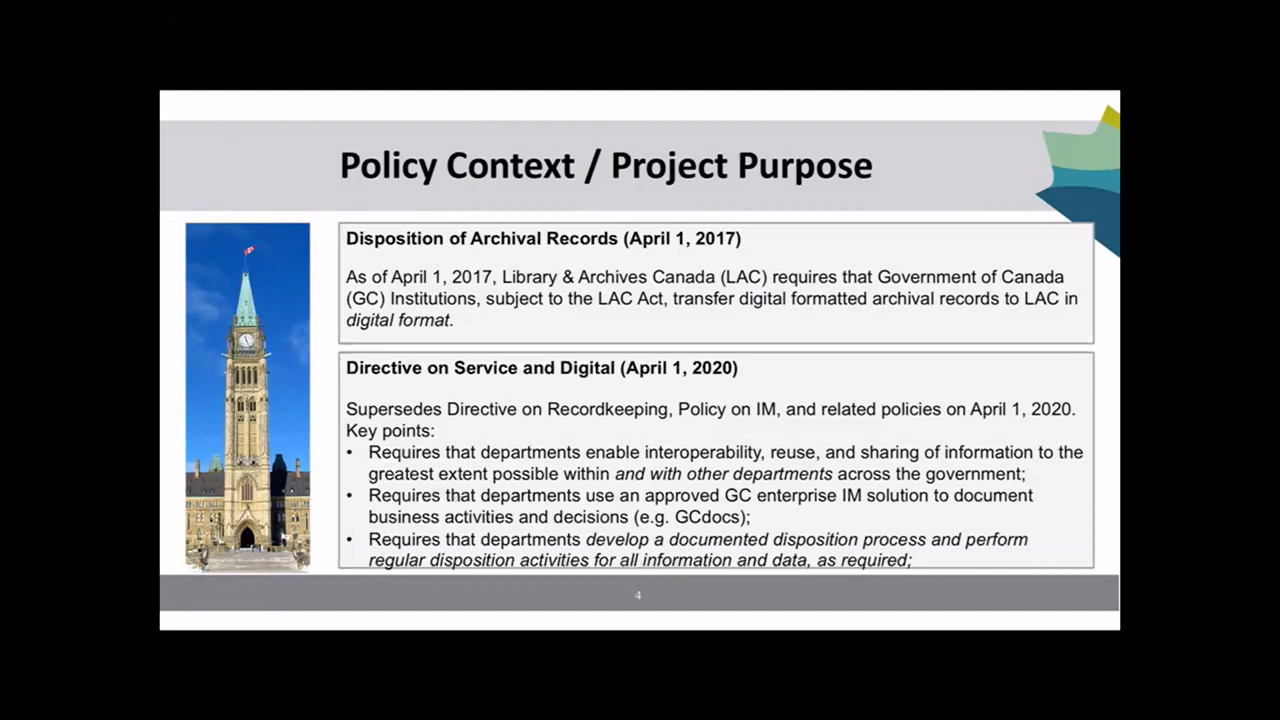 Policy Context / Project Purpose
Disposition of Archival Records (April 1, 2017)
As of April 1, 2017, Library & Archives Canada (LAC) requires that Government of Canada
(GC) Institutions, subject to the LAC Act, transfer digital formatted archival records to LAC in
digital format.
Directive on Service and Digital (April 1, 2020)
Supersedes Directive on Recordkeeping, Policy on IM, and related policies on April 1, 2020.
Key points:
• Requires that departments enable interoperability, reuse, and sharing of information to the
greatest extent possible within and with other departments across the government;
• Requires that departments use an approved GC enterprise IM solution to document
business activities and decisions (e.g. GCdocs);
• Requires that departments develop a documented disposition process and perform
regular disposition activities for all information and data, as required;
4